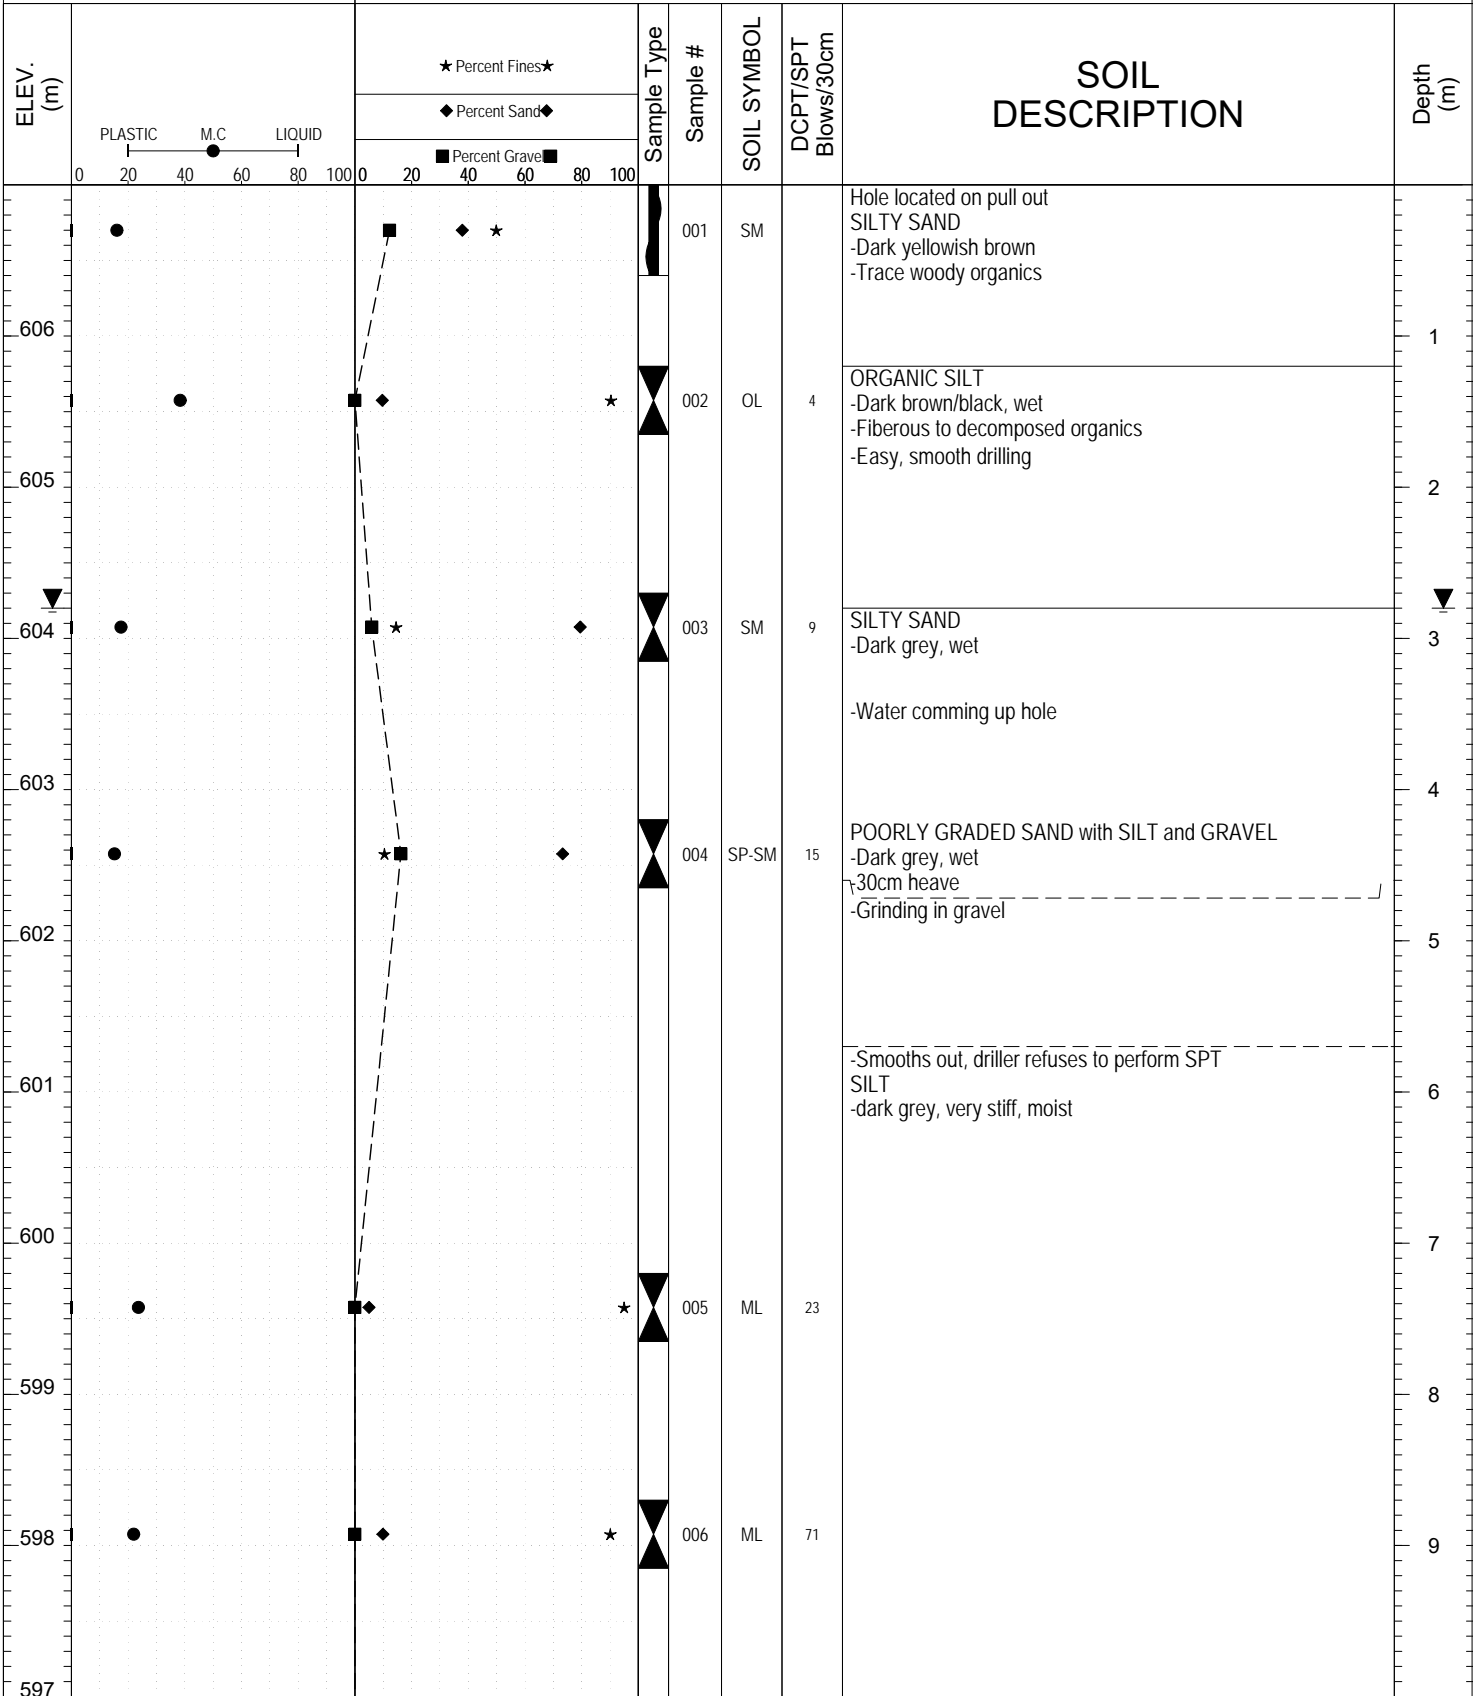 ELEV.
(m)
PLASTIC M.C LIQUID
0 20 40 60 80 100
★ Percent Fines★
◆ Percent Sand◆
■ Percent Gravel■
0 20 40 60 80 100
Sample Type
Sample #
SOIL SYMBOL
DCPT/SPT
Blows/30cm
SOIL
DESCRIPTION
Depth
(m)
Hole located on pull out
001 SM
SILTY SAND
-Dark yellowish brown
-Trace woody organics
606 1
ORGANIC SILT
002 OL 4
-Dark brown/black, wet
-Fiberous to decomposed organics
-Easy, smooth drilling
605 2
SILTY SAND
003 SM 9
604 3
-Dark grey, wet
-Water comming up hole
603 4
POORLY GRADED SAND with SILT and GRAVEL
004 SP-SM 15
-Dark grey, wet
-30cm heave
-Grinding in gravel
602 5
-Smooths out, driller refuses to perform SPT
SILT
601 6
-dark grey, very stiff, moist
600 7
005 ML 23
599 8
006 ML 71
598 9
597